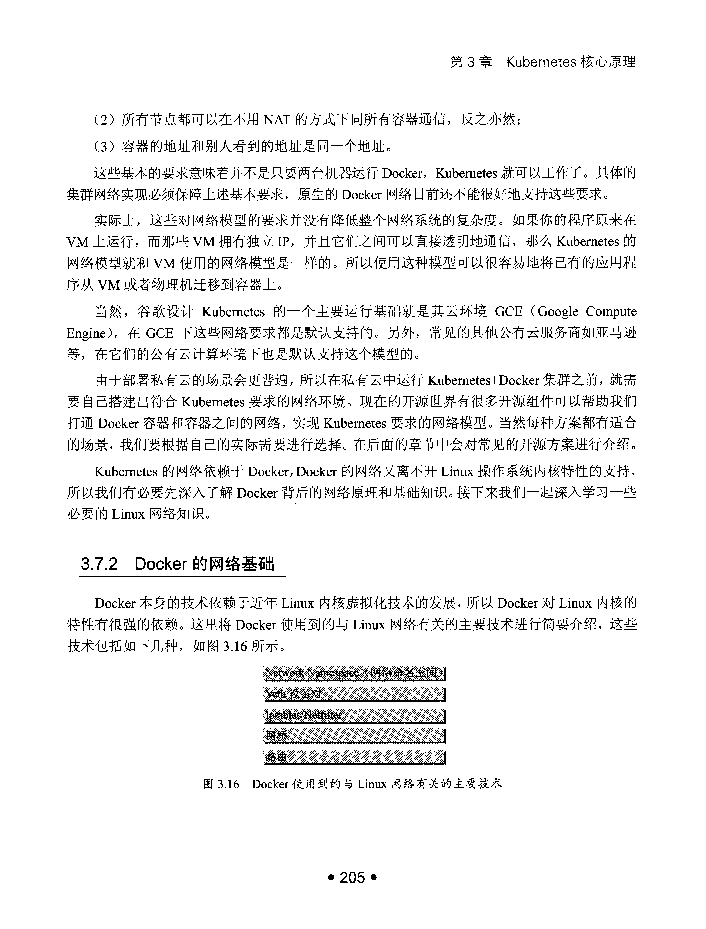 第 3 章 Kubernetes 核心原理
（2）所有节点都可以在不用 NAT 的方式下同所有容器通信，反之亦然；
（3）容器的地址和别人看到的地址是同一个地址。
这些基本的要求意味着并不是只要两台机器运行 Docker，Kubernetes 就可以工作了。具体的
集群网络实现必须保障上述基本要求，原生的 Docker 网络目前还不能很好地支持这些要求。
实际上，这些对网络模型的要求并没有降低整个网络系统的复杂度。如果你的程序原来在
VM 上运行，而那些 VM 拥有独立 IP，并且它们之间可以直接透明地通信，那么 Kubernetes 的
网络模型就和 VM 使用的网络模型是一样的。所以使用这种模型可以很容易地将已有的应用程
序从 VM 或者物理机迁移到容器上。
当然，谷歌设计 Kubernetes 的一个主要运行基础就是其云环境 GCE（Google Compute
Engine），在 GCE 下这些网络要求都是默认支持的。另外，常见的其他公有云服务商如亚马逊
等，在它们的公有云计算环境下也是默认支持这个模型的。
由于部署私有云的场景会更普遍，所以在私有云中运行 Kubernetes+Docker 集群之前，就需
要自己搭建出符合 Kubernetes 要求的网络环境。现在的开源世界有很多开源组件可以帮助我们
打通 Docker 容器和容器之间的网络，实现 Kubernetes 要求的网络模型。当然每种方案都有适合
的场景，我们要根据自己的实际需要进行选择。在后面的章节中会对常见的开源方案进行介绍。
Kubernetes 的网络依赖于 Docker，Docker 的网络又离不开 Linux 操作系统内核特性的支持，
所以我们有必要先深入了解 Docker 背后的网络原理和基础知识。接下来我们一起深入学习一些
必要的 Linux 网络知识。
3.7.2 Docker 的网络基础
Docker 本身的技术依赖于近年 Linux 内核虚拟化技术的发展，所以 Docker 对 Linux 内核的
特性有很强的依赖。这里将 Docker 使用到的与 Linux 网络有关的主要技术进行简要介绍，这些
技术包括如下几种，如图 3.16 所示。
Network Namespace（网络命名空间）
Veth 设备对
Iptables/Netfilter
网桥
路由
图 3.16 Docker 使用到的与 Linux 网络有关的主要技术
• 205 •